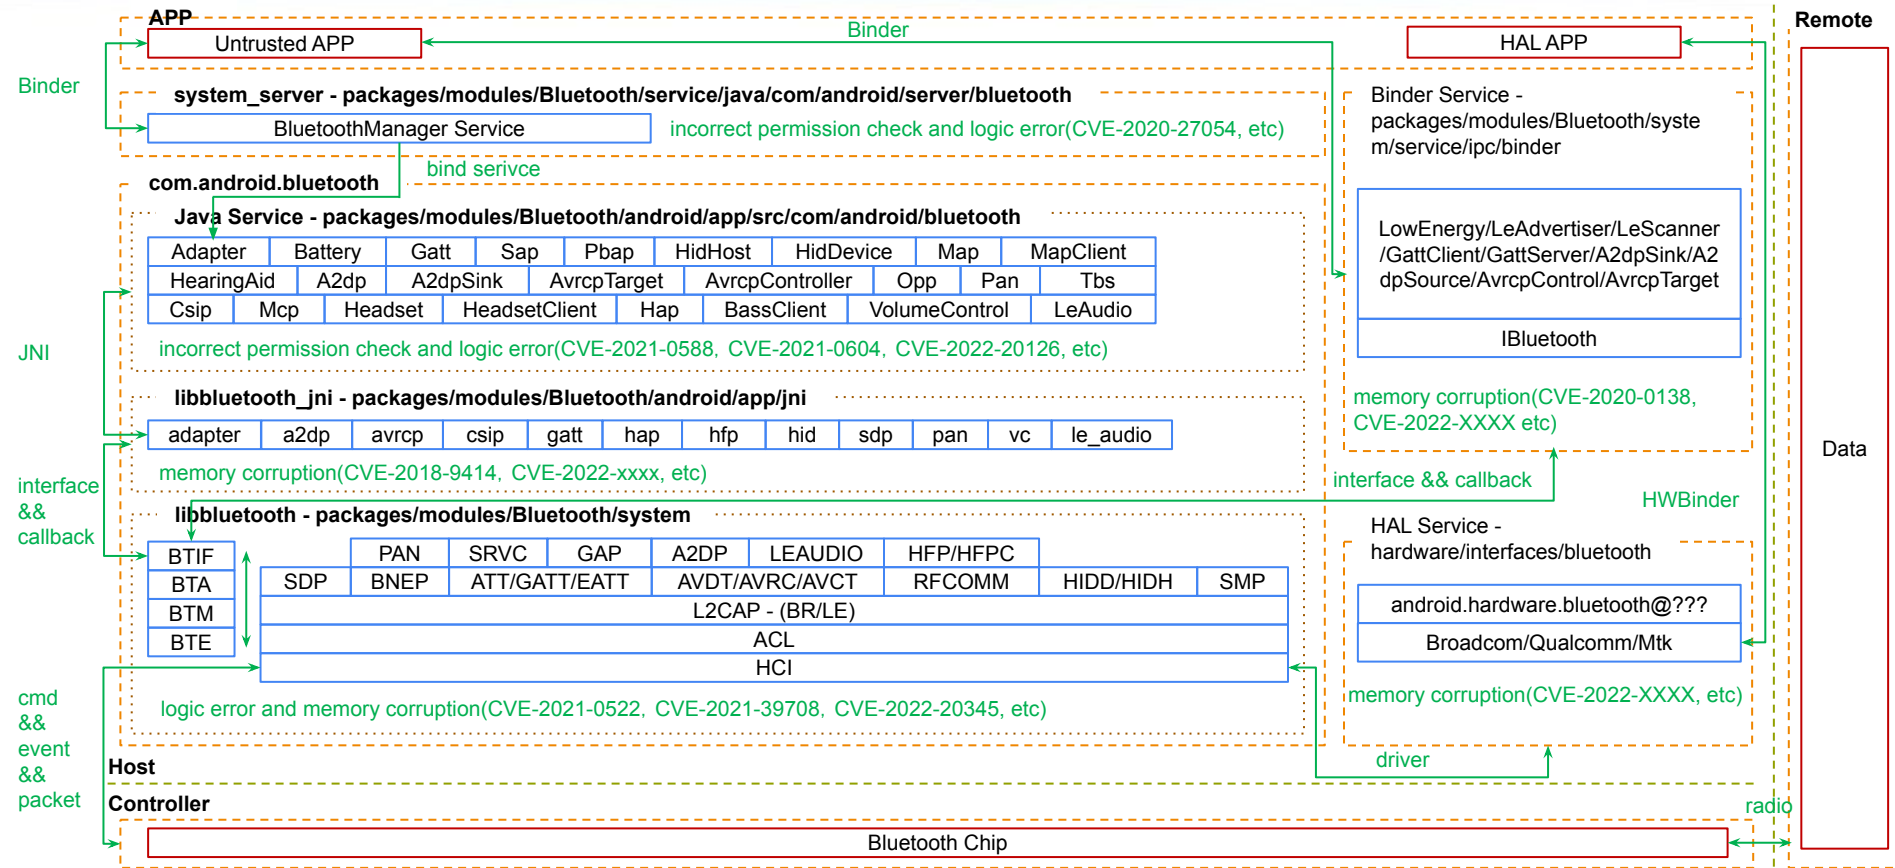 APP
Remote
Untrusted APP
Binder
HAL APP
Binder
system_server - packages/modules/Bluetooth/service/java/com/android/server/bluetooth
BluetoothManager Service
incorrect permission check and logic error(CVE-2020-27054, etc)
bind serivce
Binder Service -
packages/modules/Bluetooth/syste
m/service/ipc/binder
LowEnergy/LeAdvertiser/LeScanner
/GattClient/GattServer/A2dpSink/A2
dpSource/AvrcpControl/AvrcpTarget
IBluetooth
memory corruption(CVE-2020-0138,
CVE-2022-XXXX etc)
com.android.bluetooth
Java Service - packages/modules/Bluetooth/android/app/src/com/android/bluetooth
Adapter Battery Gatt Sap Pbap HidHost HidDevice Map MapClient
HearingAid A2dp A2dpSink AvrcpTarget AvrcpController Opp Pan Tbs
Csip Mcp Headset HeadsetClient Hap BassClient VolumeControl LeAudio
incorrect permission check and logic error(CVE-2021-0588, CVE-2021-0604, CVE-2022-20126, etc)
JNI
libbluetooth_jni - packages/modules/Bluetooth/android/app/jni
adapter a2dp avrcp csip gatt hap hfp hid sdp pan vc le_audio
memory corruption(CVE-2018-9414, CVE-2022-xxxx, etc)
interface
&&
callback
interface && callback
HWBinder
libbluetooth - packages/modules/Bluetooth/system
BTIF
BTA
BTM
BTE
PAN SRVC GAP A2DP LEAUDIO HFP/HFPC
SDP BNEP ATT/GATT/EATT AVDT/AVRC/AVCT RFCOMM HIDD/HIDH SMP
L2CAP - (BR/LE)
ACL
HCI
logic error and memory corruption(CVE-2021-0522, CVE-2021-39708, CVE-2022-20345, etc)
HAL Service -
hardware/interfaces/bluetooth
android.hardware.bluetooth@???
Broadcom/Qualcomm/Mtk
memory corruption(CVE-2022-XXXX, etc)
driver
cmd
&&
event
&&
packet
Host
Controller
Bluetooth Chip
radio
Data